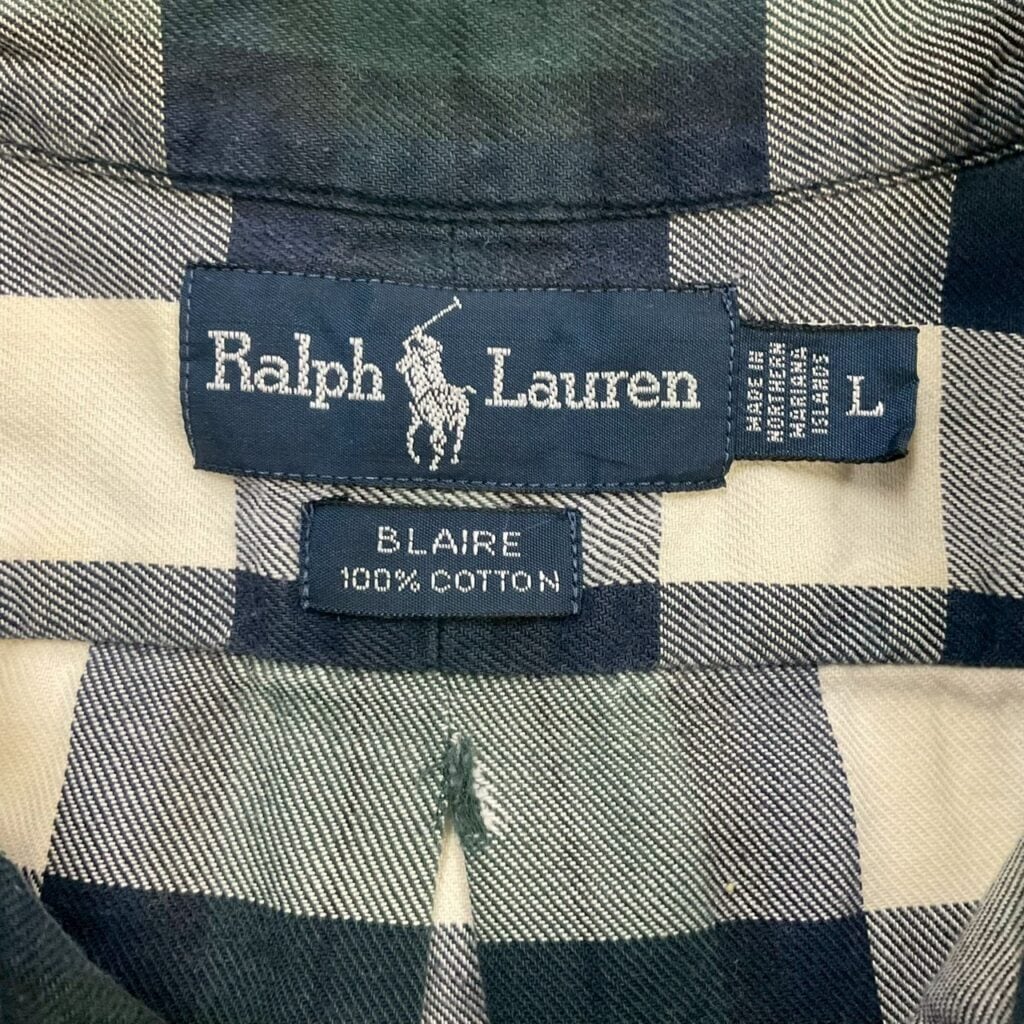 Ralph Lauren
MADE IN
NORTHERN
MARIANA
ISLANDS
L
BLAIRE
100% COTTON